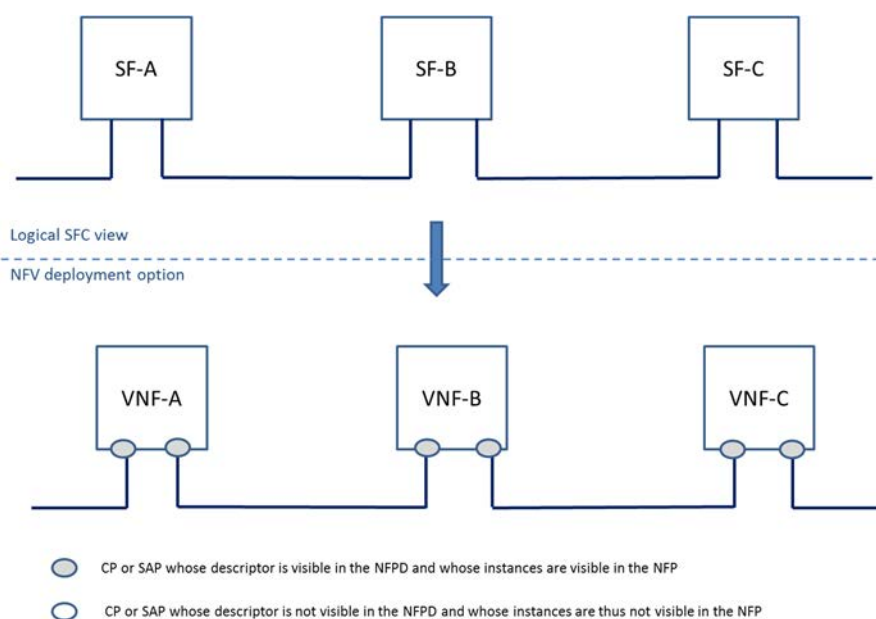 SF-A SF-B SF-C
Logical SFC view
NFV deployment option
VNF-A VNF-B VNF-C
CP or SAP whose descriptor is visible in the NFPD and whose instances are visible in the NFP
CP or SAP whose descriptor is not visible in the NFPD and whose instances are thus not visible in the NFP